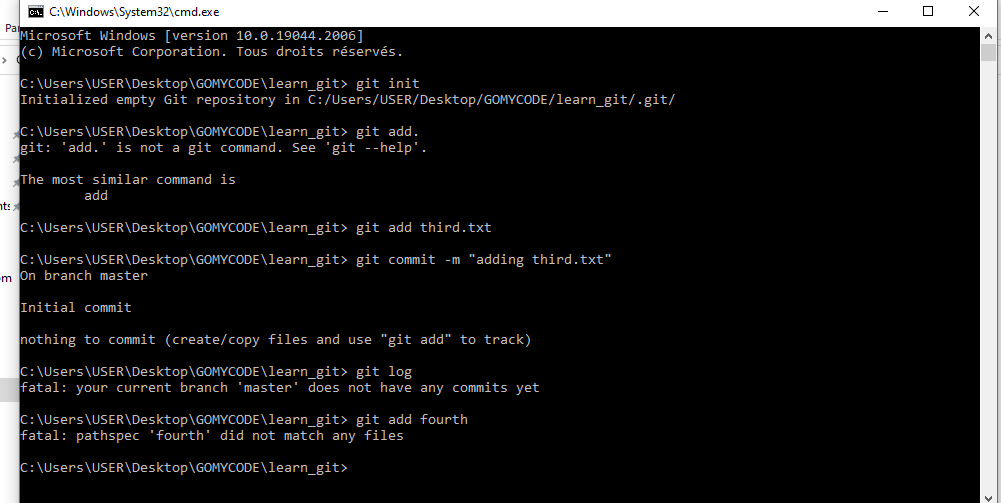 C:\Windows\System32\cmd.exe
Par
Microsoft Windows [version 10.0.19044.2006]
(c) Microsoft Corporation. Tous droits réservés.
C:\Users\USER\Desktop\GOMYCODE\learn_git> git init
Initialized empty Git repository in C:/Users/USER/Desktop/GOMYCODE/learn_git/.git/
C:\Users\USER\Desktop\GOMYCODE\learn_git> git add.
git: 'add.' is not a git command. See 'git --help'.
The most similar command is
add
C:\Users\USER\Desktop\GOMYCODE\learn_git> git add third.txt
C:\Users\USER\Desktop\GOMYCODE\learn_git> git commit -m "adding third.txt"
On branch master
Initial commit
nothing to commit (create/copy files and use "git add" to track)
C:\Users\USER\Desktop\GOMYCODE\learn_git> git log
fatal: your current branch 'master' does not have any commits yet
C:\Users\USER\Desktop\GOMYCODE\learn_git> git add fourth
fatal: pathspec 'fourth' did not match any files
C:\Users\USER\Desktop\GOMYCODE\learn_git>